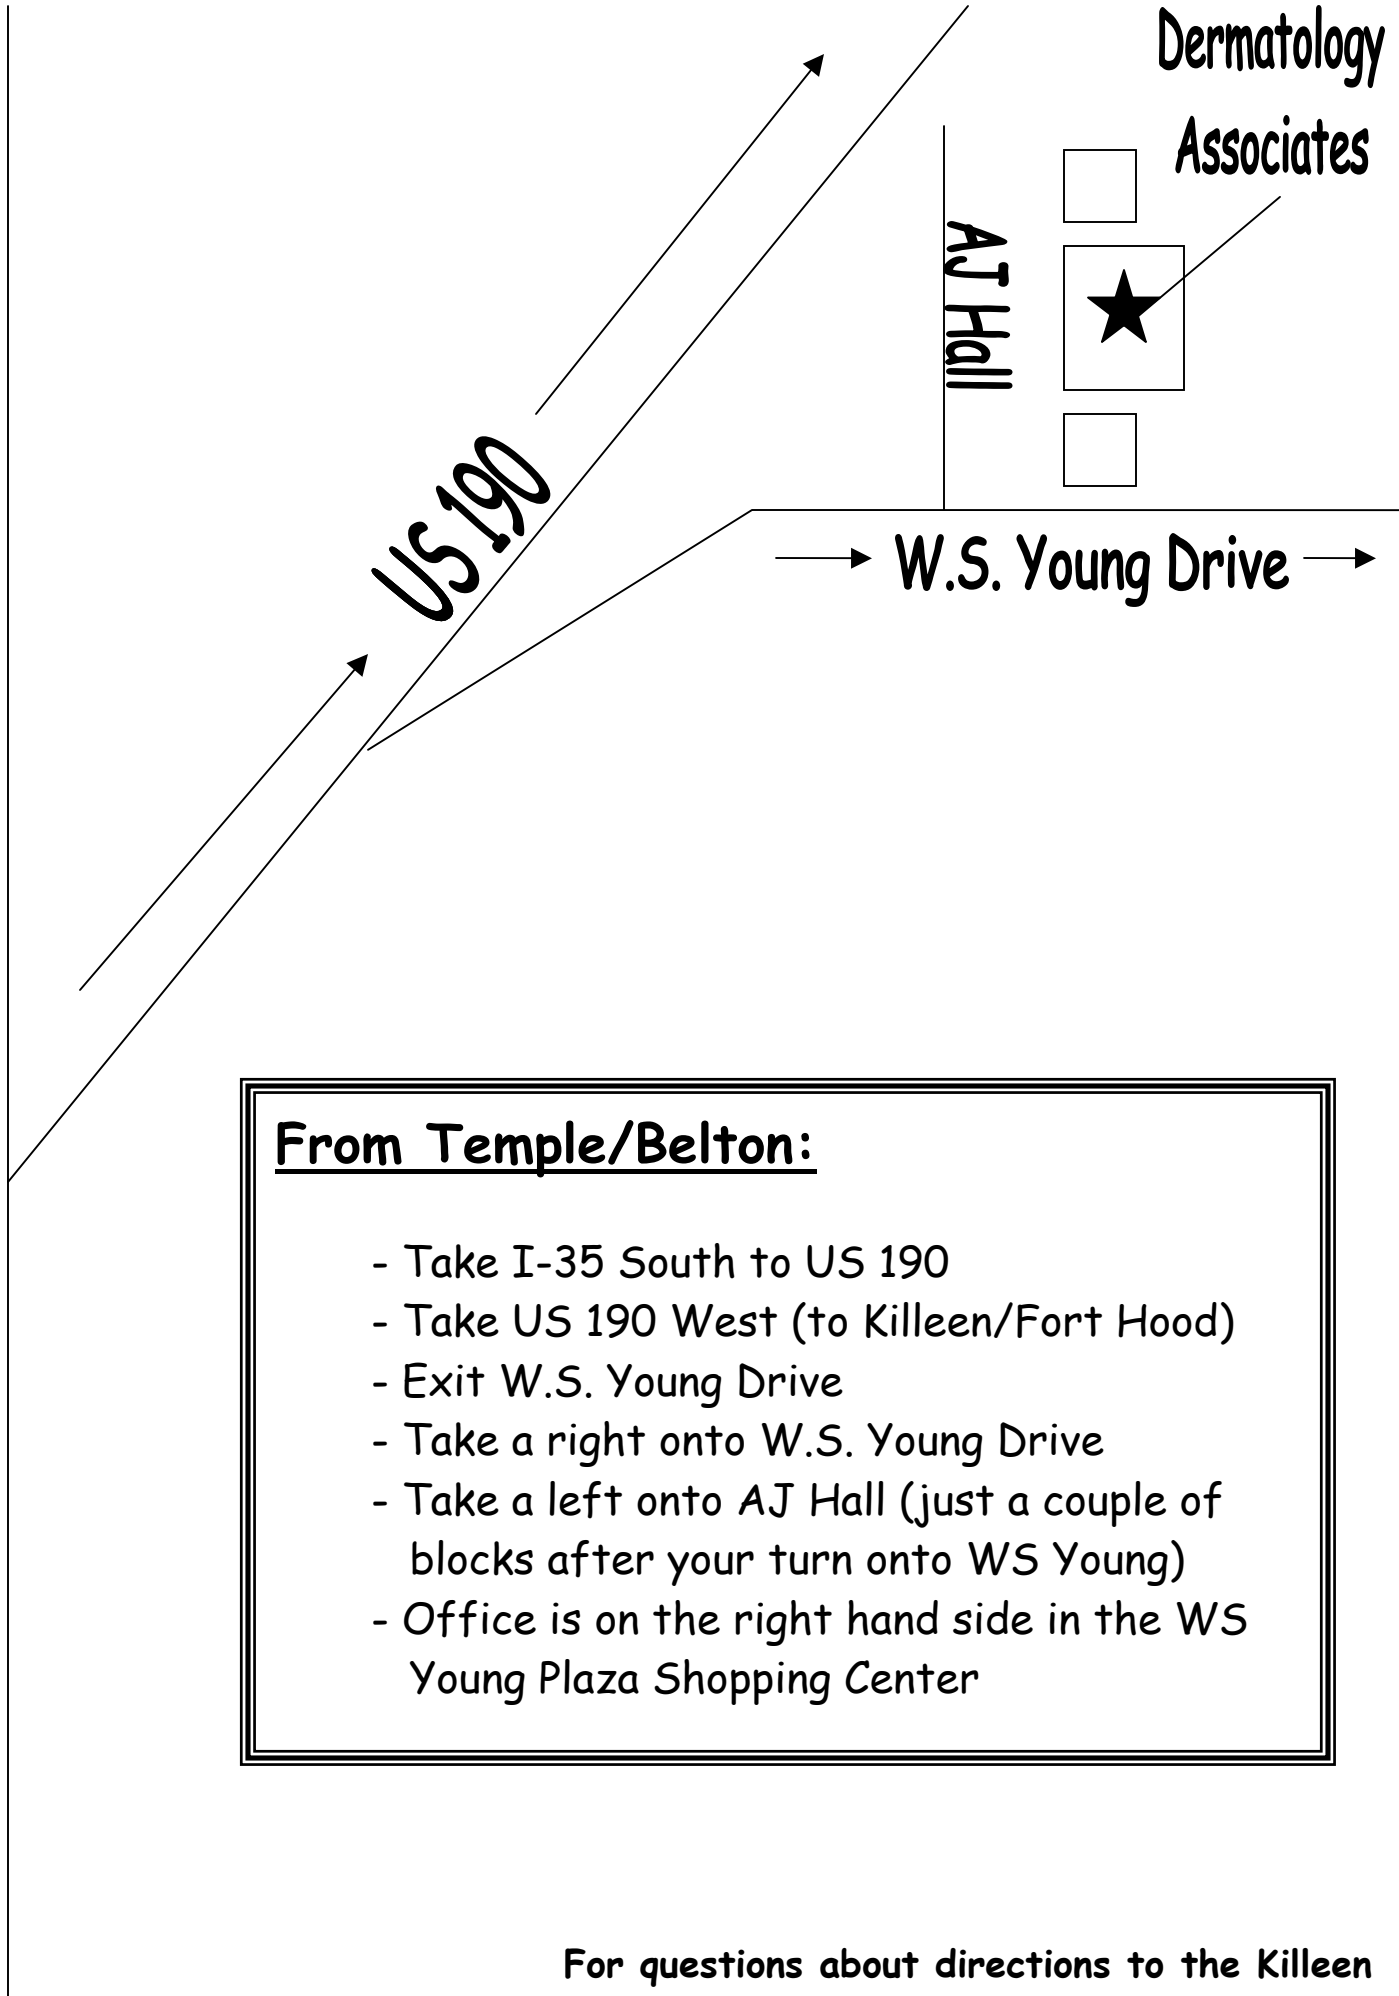 Dermatology
Associates
AJ Hall
US 190
W.S. Young Drive
From Temple/Belton:
- Take I-35 South to US 190
- Take US 190 West (to Killeen/Fort Hood)
- Exit W.S. Young Drive
- Take a right onto W.S. Young Drive
- Take a left onto AJ Hall (just a couple of
blocks after your turn onto WS Young)
- Office is on the right hand side in the WS
Young Plaza Shopping Center
For questions about directions to the Killeen